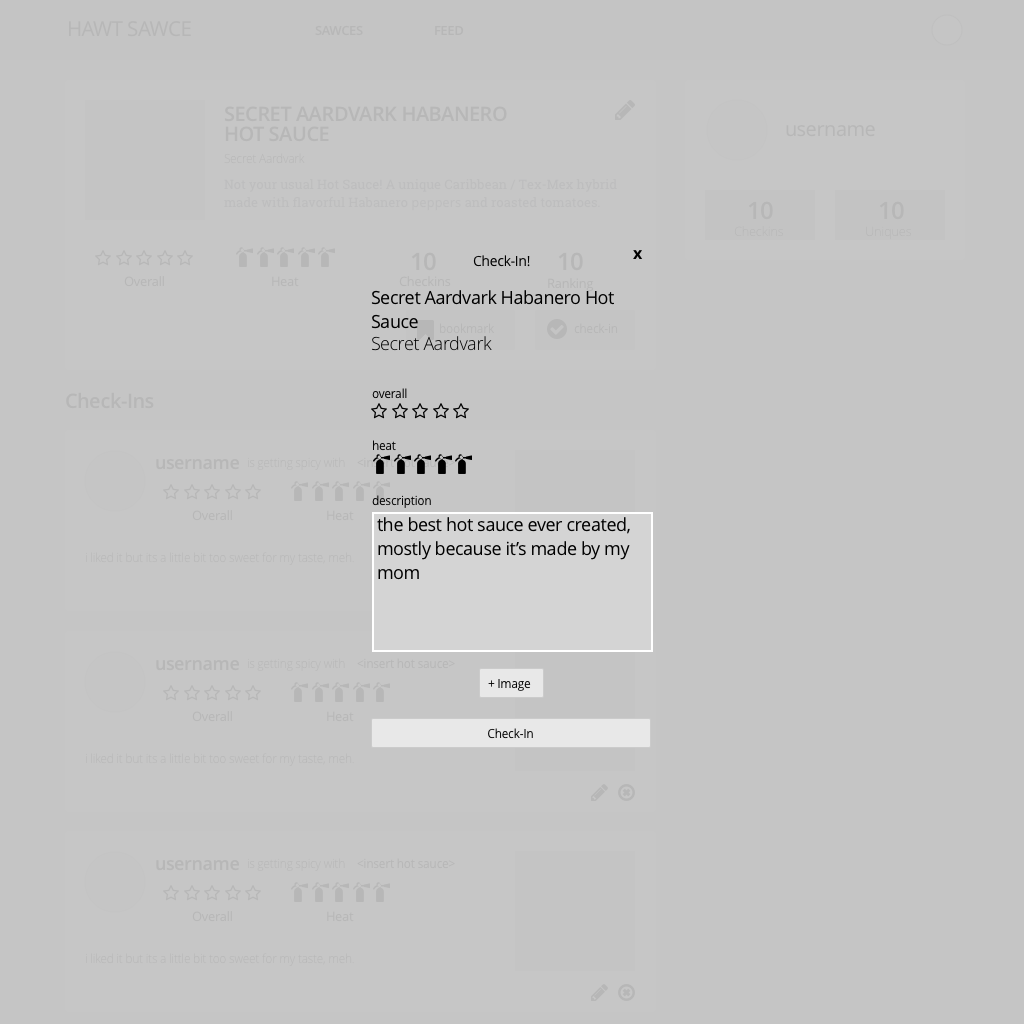 HAWT SAWCE
SAWCES
FEED
SECRET AARDVARK HABANERO
HOT SAUCE
Secret Aardvark
Not your usual Hot Sauce! A unique Caribbean / Tex-Mex hybrid
made with flavorful Habanero peppers and roasted tomatoes.
Overall
Heat
10
Checkins
10
Ranking
bookmark
check-in
username
10
Checkins
10
Uniques
Check-In!
x
Secret Aardvark Habanero Hot
Sauce
Secret Aardvark
overall
heat
description
the best hot sauce ever created,
mostly because it’s made by my
mom
+ Image
Check-In
Check-Ins
username is getting spicy with
Overall
Heat
I liked it but it's a little bit too sweet for my taste, meh
username is getting spicy with <insert hot sauce>
Overall
Heat
I liked it but it's a little bit too sweet for my taste, meh
username is getting spicy with <insert hot sauce>
Overall
Heat
I liked it but it's a little bit too sweet for my taste, meh